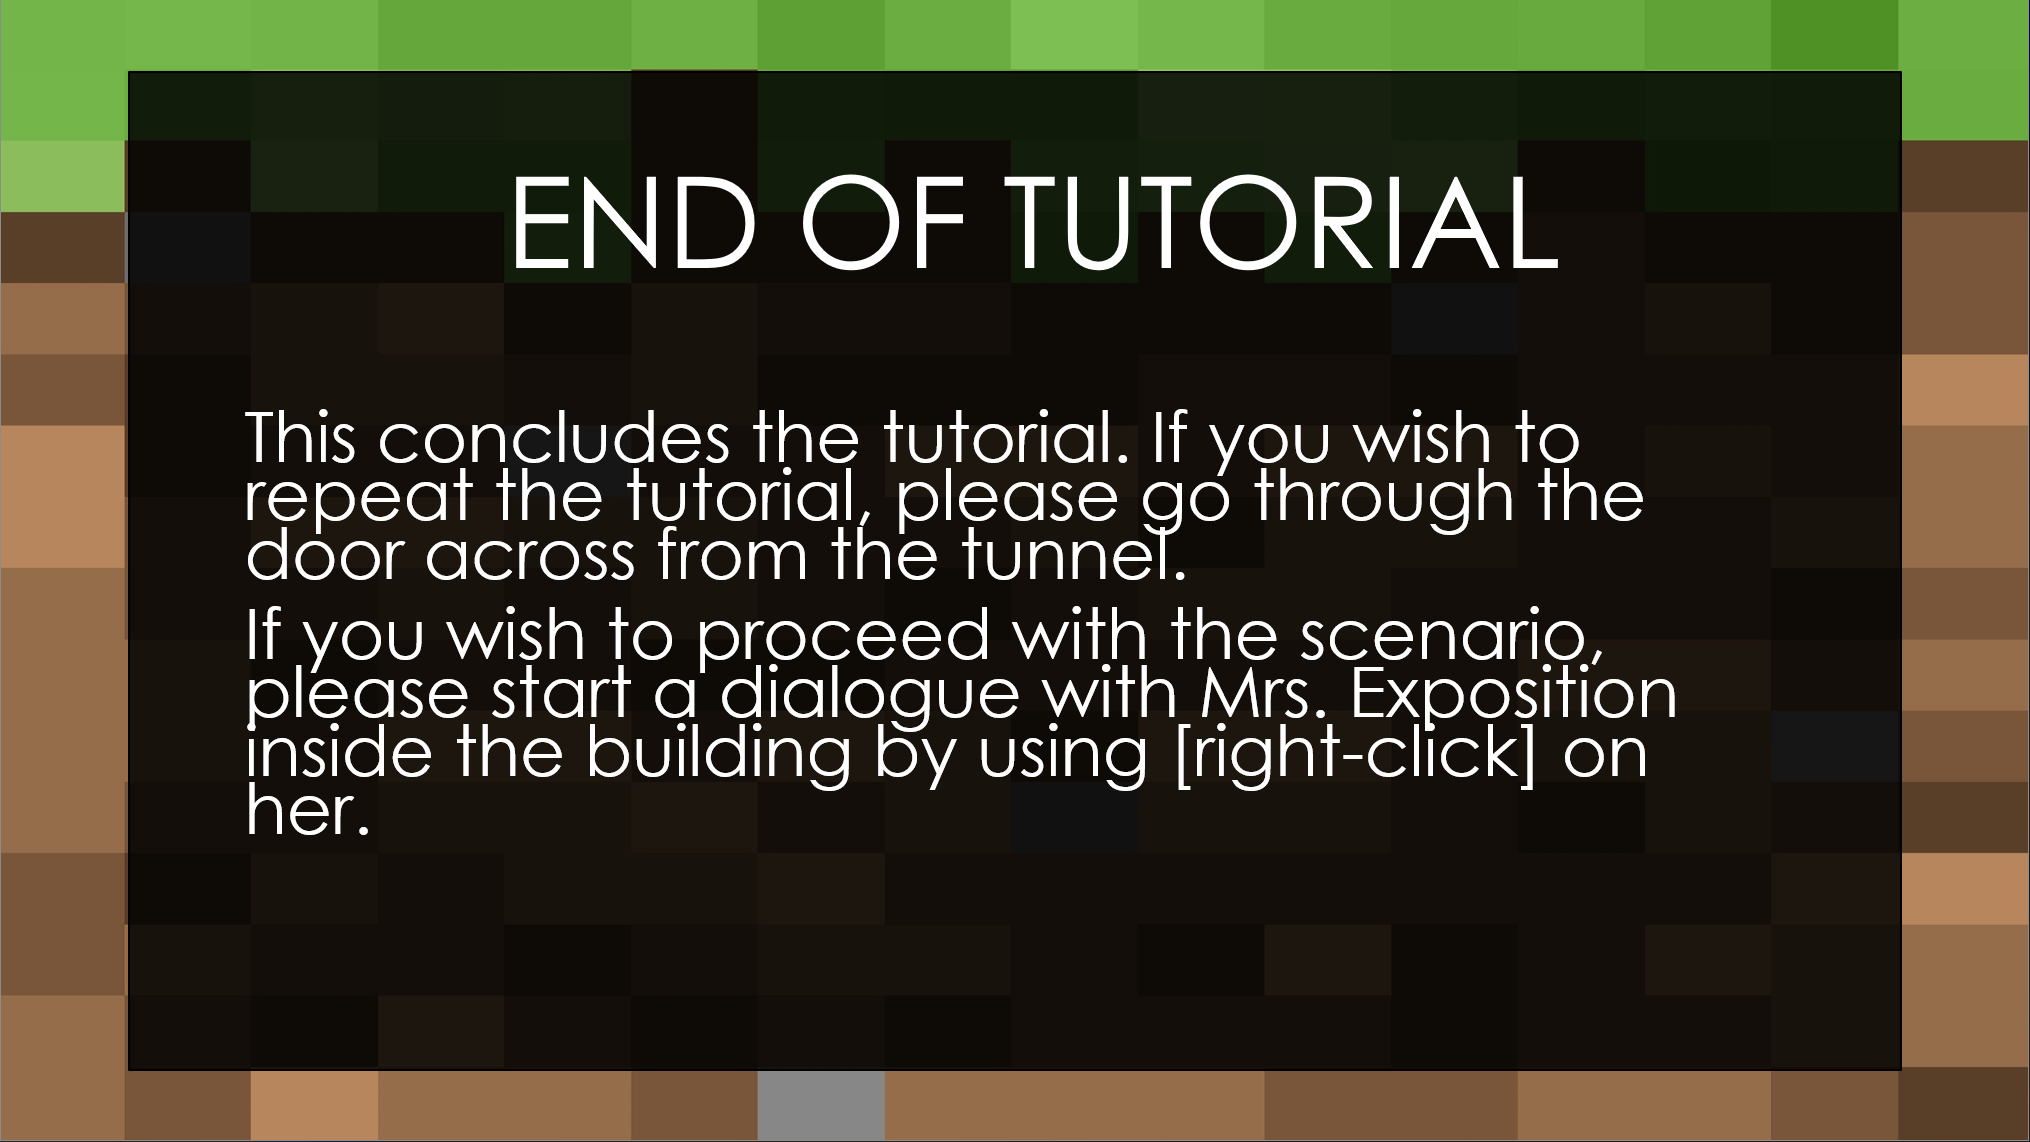 END OF TUTORIAL
This concludes the tutorial. If you wish to
repeat the tutorial, please go through the
door across from the tunnel.
If you wish to proceed with the scenario,
please start a dialogue with Mrs. Exposition
inside the building by using [right-click] on
her.